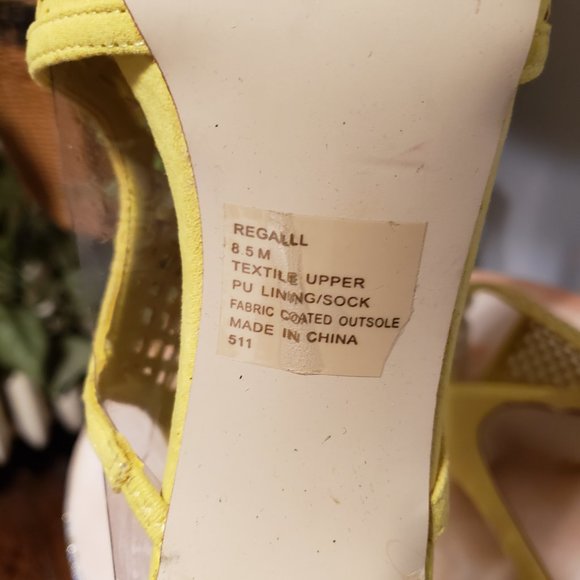 REGALLL
8.5 M
TEXTILE UPPER
PU LINING/SOCK
FABRIC COATED OUTSOLE
MADE IN CHINA
511